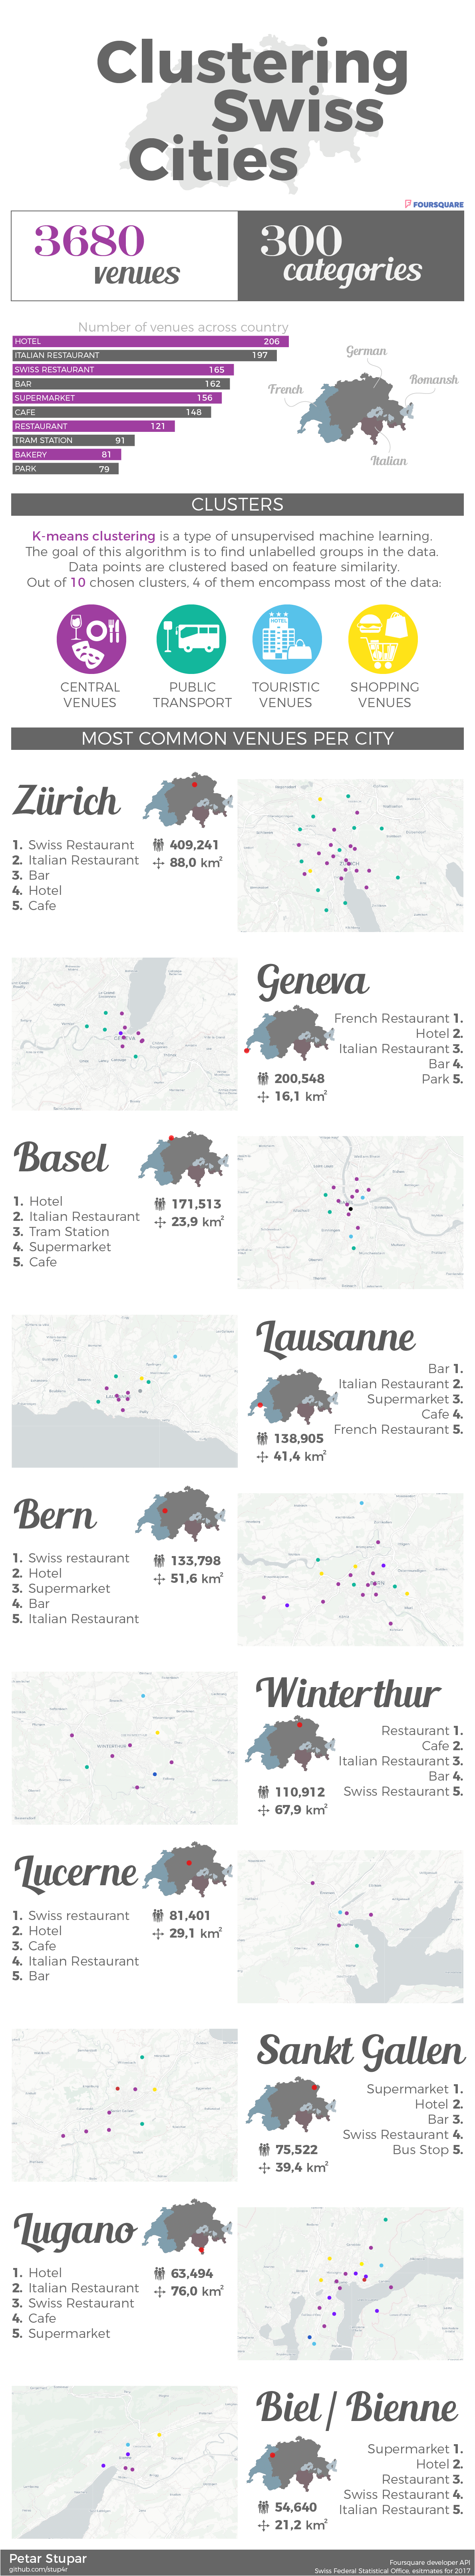 Clustering
Swiss
Cities
FOURSQUARE
3680
venues
300
categories
Number of venues across country
HOTEL 206
ITALIAN RESTAURANT 197
SWISS RESTAURANT 165
BAR 162
SUPERMARKET 156
CAFE 148
RESTAURANT 121
TRAM STATION 91
BAKERY 81
PARK 79
German
French
Romansh
Italian
CLUSTERS
K-means clustering is a type of unsupervised machine learning.
The goal of this algorithm is to find unlabelled groups in the data.
Data points are clustered based on feature similarity.
Out of 10 chosen clusters, 4 of them encompass most of the data:
HOTEL
CENTRAL
VENUES
PUBLIC
TRANSPORT
TOURISTIC
VENUES
SHOPPING
VENUES
MOST COMMON VENUES PER CITY
Zürich
1. Swiss Restaurant
2. Italian Restaurant
3. Bar
4. Hotel
5. Cafe
409,241
88,0 km²
ZURICH
Geneva
French Restaurant 1.
Hotel 2.
Italian Restaurant 3.
Bar 4.
Park 5.
200,548
16,1 km²
GENEVA
Basel
1. Hotel
2. Italian Restaurant
3. Tram Station
4. Supermarket
5. Cafe
171,513
23,9 km²
Lausanne
Bar 1.
Italian Restaurant 2.
Supermarket 3.
Cafe 4.
French Restaurant 5.
138,905
41,4 km²
Bern
1. Swiss restaurant
2. Hotel
3. Supermarket
4. Bar
5. Italian Restaurant
133,798
51,6 km²
BERN
Winterthur
Restaurant 1.
Cafe 2.
Italian Restaurant 3.
Bar 4.
Swiss Restaurant 5.
110,912
67,9 km²
WINTERTHUR
Lucerne
1. Swiss restaurant
2. Hotel
3. Cafe
4. Italian Restaurant
5. Bar
81,401
29,1 km²
Sankt Gallen
Supermarket 1.
Hotel 2.
Bar 3.
Swiss Restaurant 4.
Bus Stop 5.
75,522
39,4 km²
Lugano
1. Hotel
2. Italian Restaurant
3. Swiss Restaurant
4. Cafe
5. Supermarket
63,494
76,0 km²
Biel / Bienne
Supermarket 1.
Hotel 2.
Restaurant 3.
Swiss Restaurant 4.
Italian Restaurant 5.
54,640
21,2 km²
Petar Stupar
github.com/stup4r
Foursquare developer API
Swiss Federal Statistical Office, esitmates for 2017